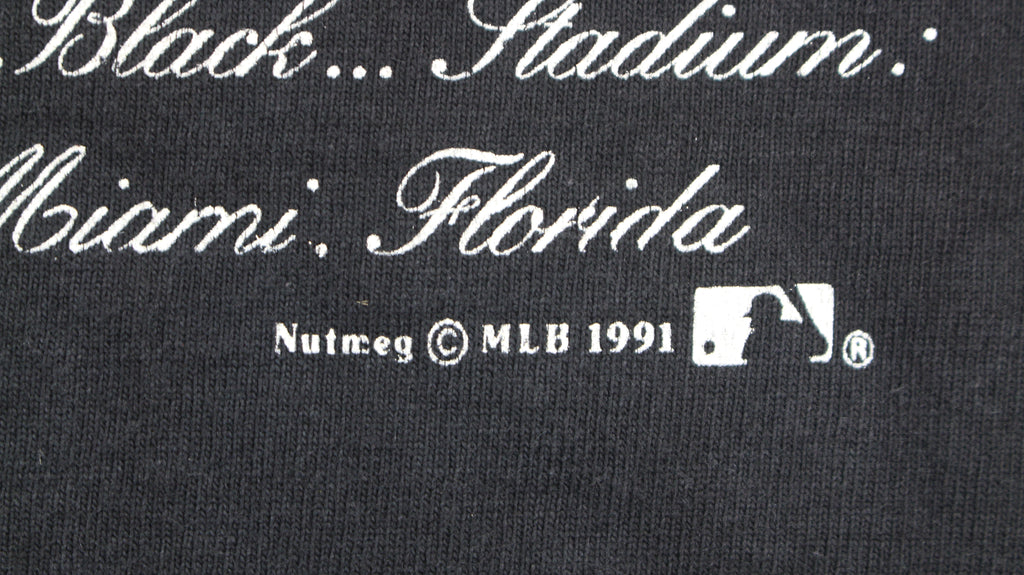 Black... Stadium:
Miami, Florida
Nutmeg © MLB 1991 ®